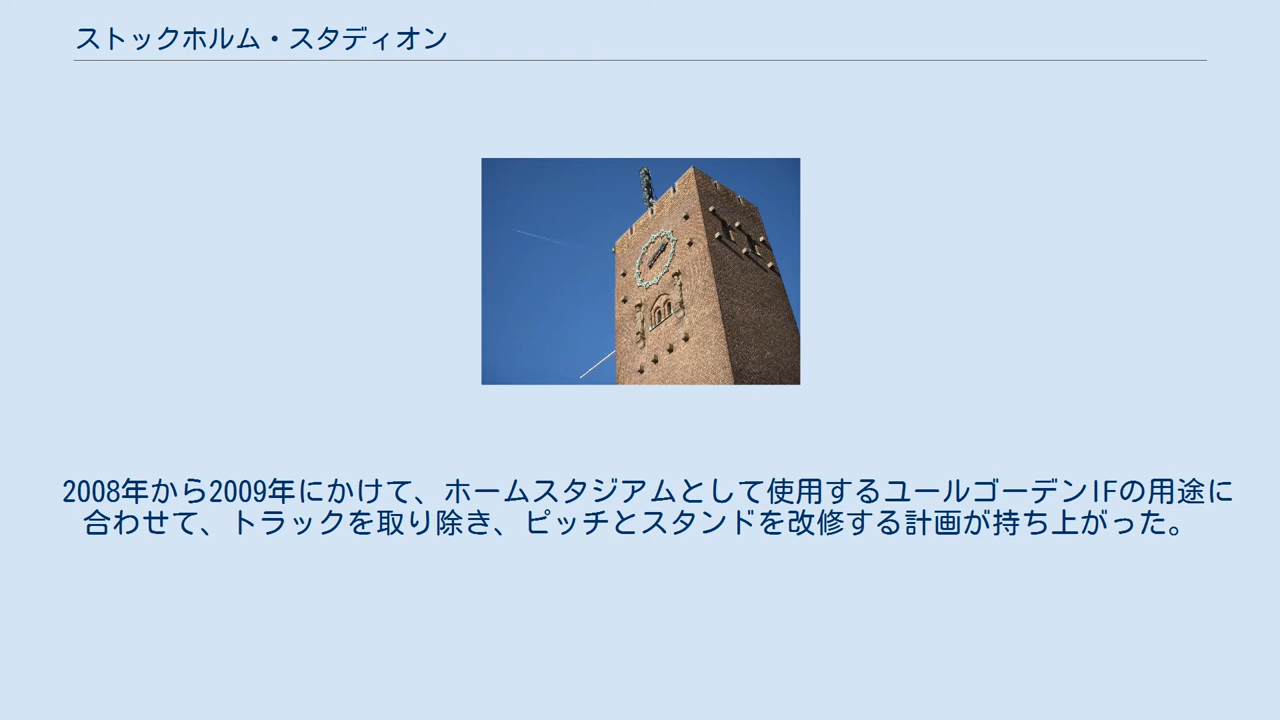 ストックホルム・スタディオン
2008年から2009年にかけて、ホームスタジアムとして使用するユールゴーデンIFの用途に
合わせて、トラックを取り除き、ピッチとスタンドを改修する計画が持ち上がった。